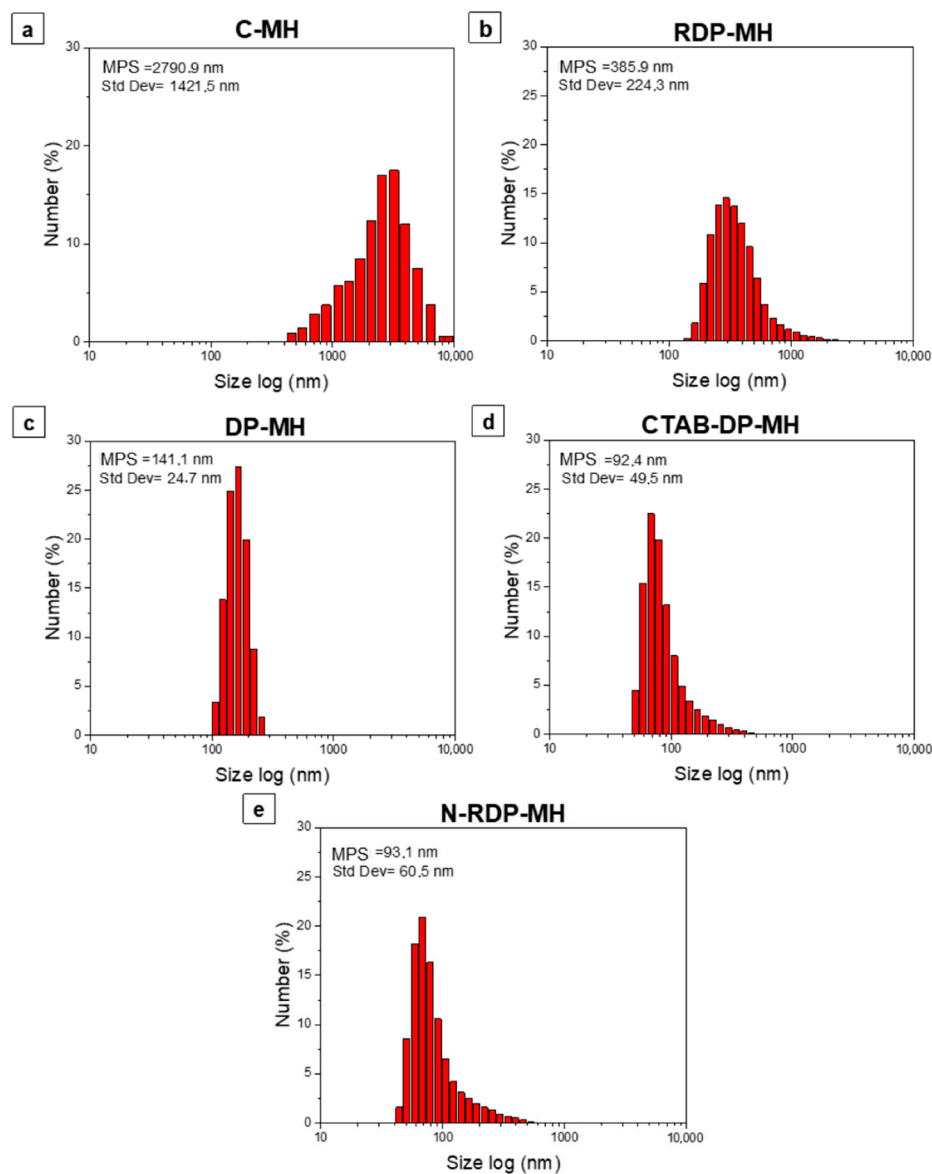 a
C-MH
30
MPS =2790.9 nm
Std Dev= 1421.5 nm
20
10
0
Number (%)
10 100 1000 10,000
Size log (nm)
b
RDP-MH
30
MPS =385.9 nm
Std Dev= 224.3 nm
25
20
15
10
5
0
Number (%)
10 100 1000 10,000
Size log (nm)
c
DP-MH
30
MPS =141.1 nm
Std Dev= 24.7 nm
25
20
15
10
5
0
Number (%)
10 100 1000 10,000
Size log (nm)
d
CTAB-DP-MH
30
MPS =92.4 nm
Std Dev= 49.5 nm
25
20
15
10
5
0
Number (%)
10 100 1000 10,000
Size log (nm)
e
N-RDP-MH
30
MPS =93.1 nm
Std Dev= 60.5 nm
25
20
15
10
5
0
Number (%)
10 100 1000 10,000
Size log (nm)